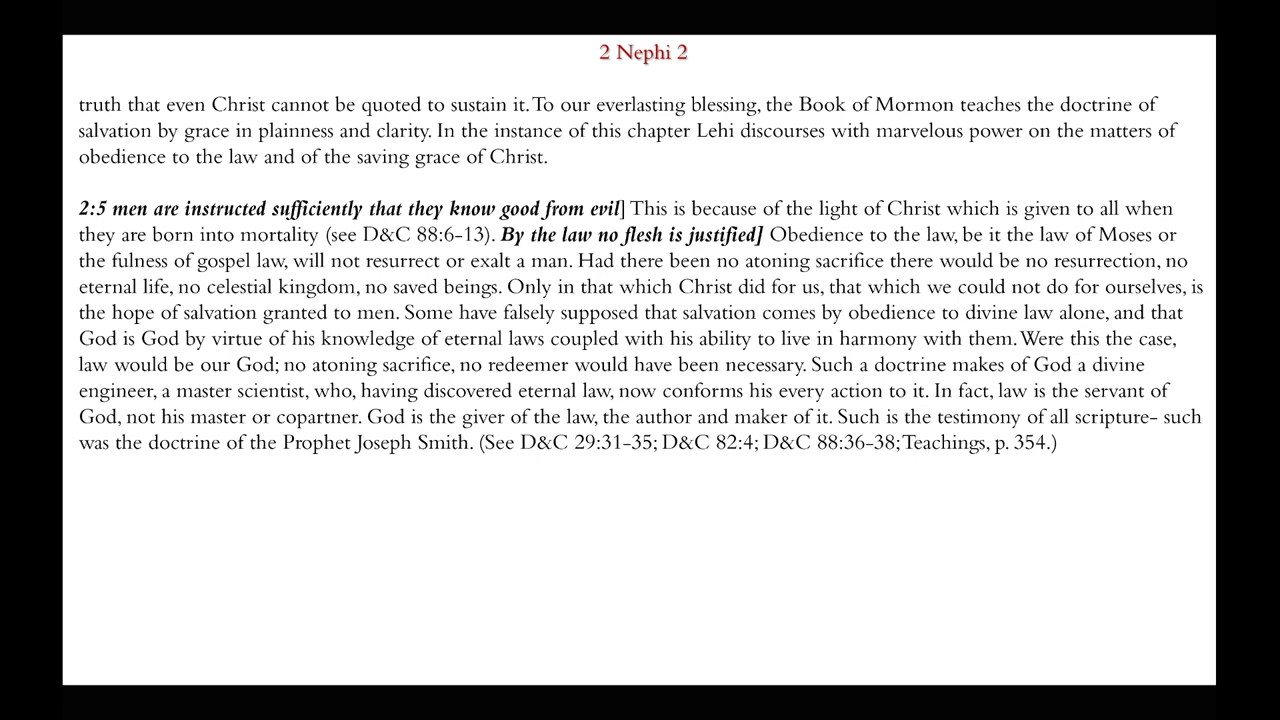 2 Nephi 2
truth that even Christ cannot be quoted to sustain it. To our everlasting blessing, the Book of Mormon teaches the doctrine of
salvation by grace in plainness and clarity. In the instance of this chapter Lehi discourses with marvelous power on the matters of
obedience to the law and of the saving grace of Christ.
2:5 men are instructed sufficiently that they know good from evil] This is because of the light of Christ which is given to all when
they are born into mortality (see D&C 88:6-13). By the law no flesh is justified] Obedience to the law, be it the law of Moses or
the fulness of gospel law, will not resurrect or exalt a man. Had there been no atoning sacrifice there would be no resurrection, no
eternal life, no celestial kingdom, no saved beings. Only in that which Christ did for us, that which we could not do for ourselves, is
the hope of salvation granted to men. Some have falsely supposed that salvation comes by obedience to divine law alone, and that
God is God by virtue of his knowledge of eternal laws coupled with his ability to live in harmony with them. Were this the case,
law would be our God; no atoning sacrifice, no redeemer would have been necessary. Such a doctrine makes of God a divine
engineer, a master scientist, who, having discovered eternal law, now conforms his every action to it. In fact, law is the servant of
God, not his master or copartner. God is the giver of the law, the author and maker of it. Such is the testimony of all scripture- such
was the doctrine of the Prophet Joseph Smith. (See D&C 29:31-35; D&C 82:4; D&C 88:36-38; Teachings, p. 354.)